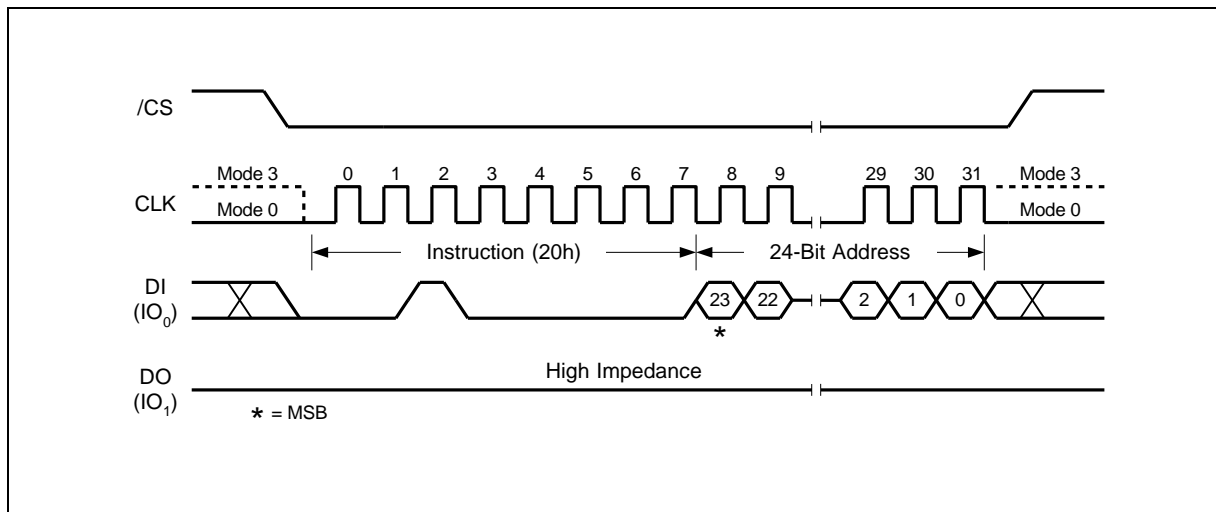 /CS
Mode 3 0 1 2 3 4 5 6 7 8 9 29 30 31 Mode 3
CLK
Mode 0 Mode 0
Instruction (20h) 24-Bit Address
DI
(IO0)
23 22 2 1 0
*
High Impedance
DO
(IO1)
* = MSB